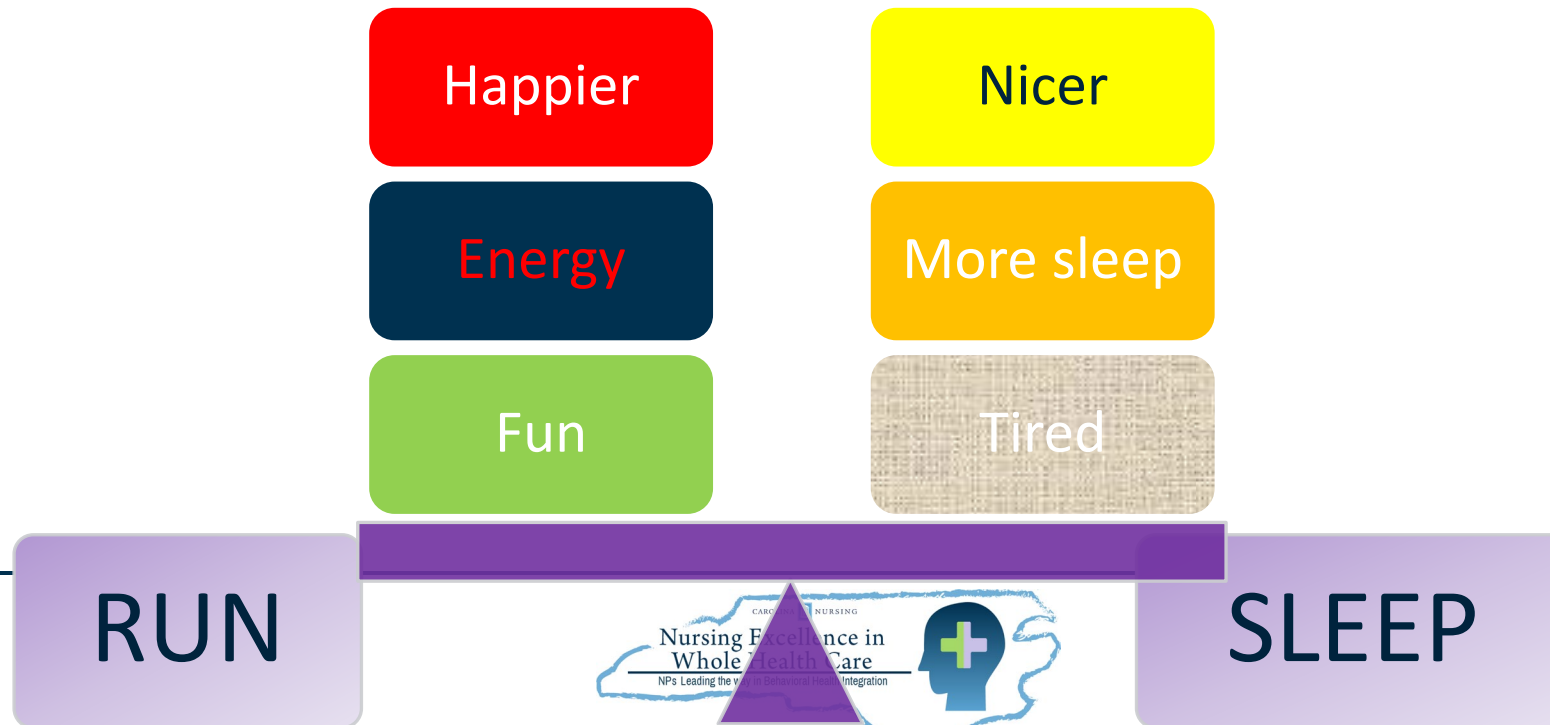 Happier
Nicer
Energy
More sleep
Fun
Tired
RUN
SLEEP
NURSING
Nursing Excellence in
Whole Health Care
NPs Leading the way in Behavioral Health Integration